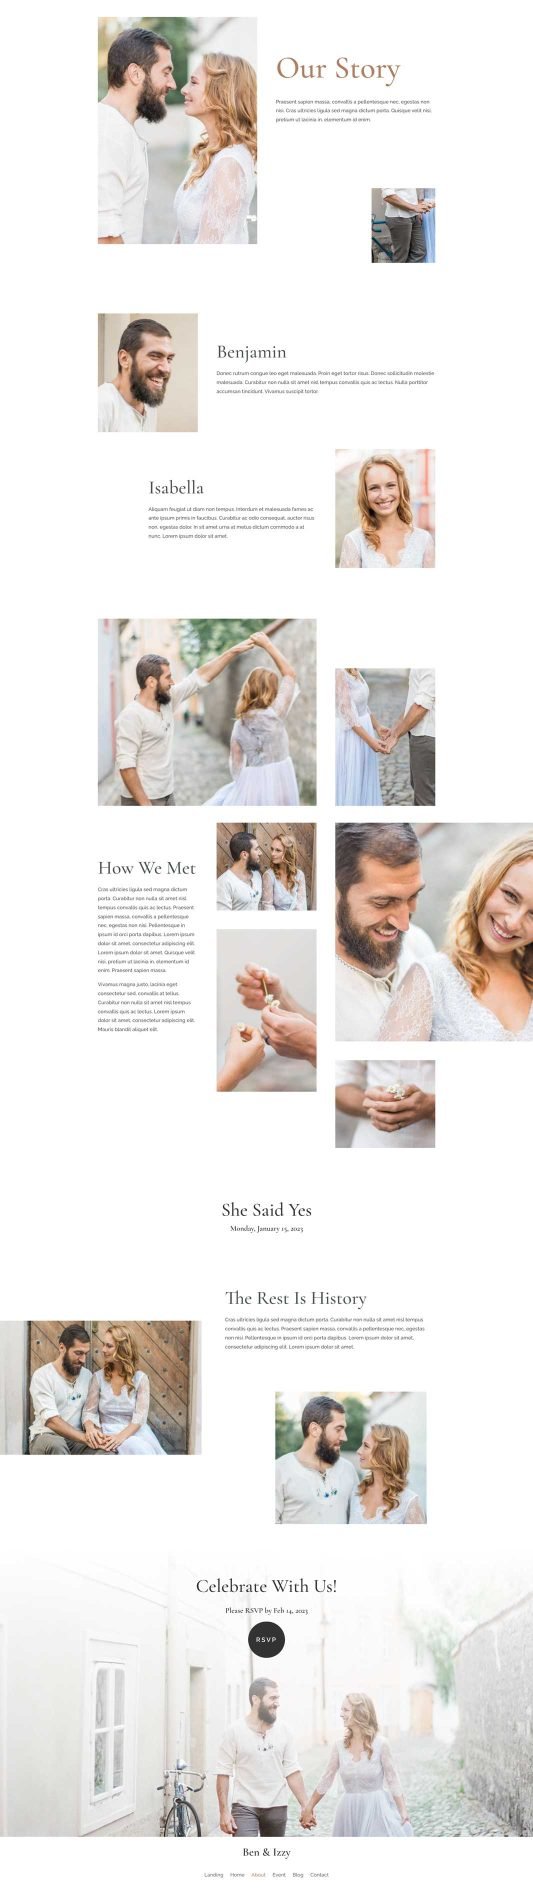 Our Story
Praesent sapien massa, convallis a pellentesque nec, egestas non
nisi. Cras ultricies ligula sed magna dictum porta. Quisque velit nisi,
pretium ut lacinia in, elementum id enim.
Benjamin
Donec rutrum congue leo eget malesuada. Proin eget tortor risus. Donec sollicitudin molestie
malesuada. Curabitur non nulla sit amet nisl tempus convallis quis ac lectus. Nulla porttitor
accumsan tincidunt. Vivamus suscipit tortor
Isabella
Aliquam feugiat ut diam non tempus. Interdum et malesuada fames ac
ante ipsum primis in faucibus. Curabitur ac odio consequat, auctor risus
non, egestas dolor. In sit amet urna at metus dictum commodo a at
nunc. Lorem ipsum dolor sit amet.
How We Met
Cras ultricies ligula sed magna dictum
porta. Curabitur non nulla sit amet nisl
tempus convallis quis ac lectus. Praesent
sapien massa, convallis a pellentesque
nec, egestas non nisi. Pellentesque in
ipsum id orci porta dapibus. Lorem ipsum
dolor sit amet, consectetur adipiscing elit.
Lorem ipsum dolor sit amet. Quisque velit
nisi, pretium ut lacinia in, elementum id
enim. Praesent sapien massa.
Vivamus magna justo, lacinia eget
consectetur sed, convallis at tellus.
Curabitur non nulla sit amet nisl tempus
convallis quis ac lectus. Lorem ipsum
dolor sit amet, consectetur adipiscing elit.
Mauris blandit aliquet elit.
She Said Yes
Monday, January 15, 2023
The Rest Is History
Cras ultricies ligula sed magna dictum porta. Curabitur non nulla sit amet nisl tempus
convallis quis ac lectus. Praesent sapien massa, convallis a pellentesque nec, egestas
non nisi. Pellentesque in ipsum id orci porta dapibus. Lorem ipsum dolor sit amet,
consectetur adipiscing elit. Lorem ipsum dolor sit amet.
Celebrate With Us!
Please RSVP by Feb 14, 2023
RSVP
Ben & Izzy
Landing Home About Event Blog Contact